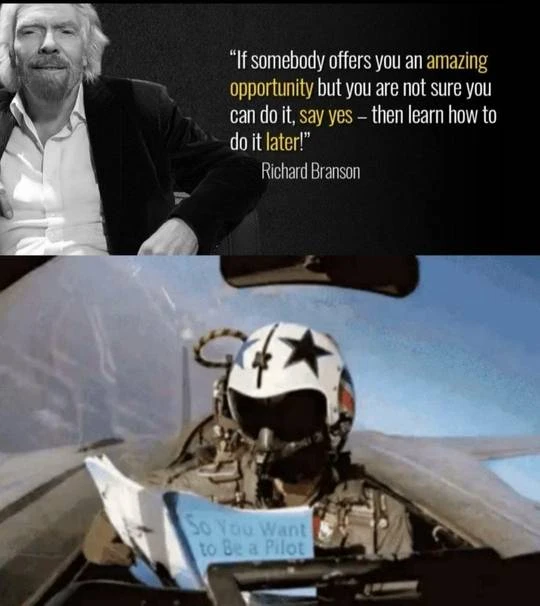 “If somebody offers you an amazing
opportunity but you are not sure you
can do it, say yes – then learn how to
do it later!”
Richard Branson
So You Want
to Be a Pilot